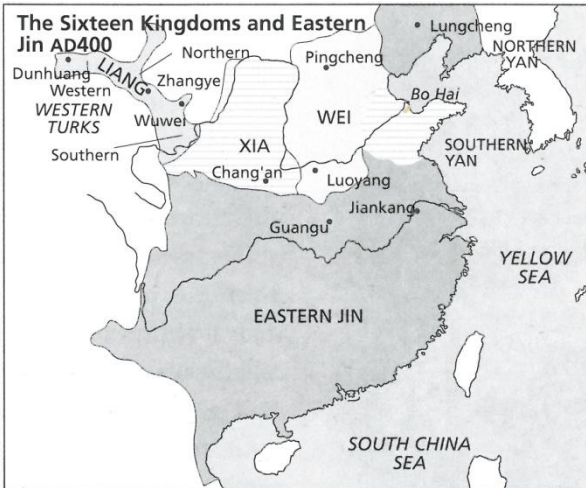 The Sixteen Kingdoms and Eastern
Jin AD400
Lungcheng
NORTHERN
YAN
Northern
Pingcheng
Dunhuang
LIANG
Zhangye
Bo Hai
Western
WESTERN
TURKS
Wuwei
WEI
Southern
XIA
SOUTHERN
YAN
Chang'an
Luoyang
Jiankang
Guangu
YELLOW
SEA
EASTERN JIN
SOUTH CHINA
SEA